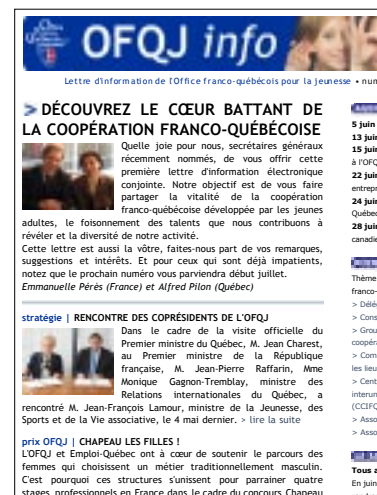 OFQJ info
Lettre d'information de l'Office franco-québécois pour la jeunesse •
> DÉCOUVREZ LE CŒUR BATTANT DE
LA COOPÉRATION FRANCO-QUÉBÉCOISE
Quelle joie pour nous, secrétaires généraux
récemment nommés, de vous offrir cette
première lettre d'information électronique
conjointe. Notre objectif est de vous faire
partager la vitalité de la coopération
franco-québécoise développée par les jeunes
adultes, le foisonnement des talents que nous contribuons à
révéler et la diversité de notre activité.
Cette lettre est aussi la vôtre, faites-nous part de vos remarques,
suggestions et intérêts. Et pour ceux qui sont déjà impatients,
notez que le prochain numéro vous parviendra début juillet.
Emmanuelle Pérès (France) et Alfred Pilon (Québec)
stratégie | RENCONTRE DES COPRÉSIDENTS DE L'OFQJ
Dans le cadre de la visite officielle du
Premier ministre du Québec, M. Jean Charest,
au Premier ministre de la République
française, M. Jean-Pierre Raffarin, Mme
Monique Gagnon-Tremblay, ministre des
Relations internationales du Québec, a
rencontré M. Jean-François Lamour, ministre de la Jeunesse, des
Sports et de la Vie associative, le 4 mai dernier. > lire la suite
prix OFQJ | CHAPEAU LES FILLES !
L'OFQJ et Emploi-Québec ont à cœur de soutenir le parcours des
femmes qui choisissent un métier traditionnellement masculin.
C'est pourquoi ces structures s'unissent pour parrainer quatre
stages professionnels en France dans le cadre du concours Chapeau
5 juin
13 juin
15 juin
à l'OFQ
22 juin
entrepr
24 juin
Québec
28 juin
canadie
Thème
franco-
> Délé
> Cons
> Grou
coopéra
> Com
les lieu
> Cent
interun
(CCIFQ
> Asso
> Asso
Tous a
En juin